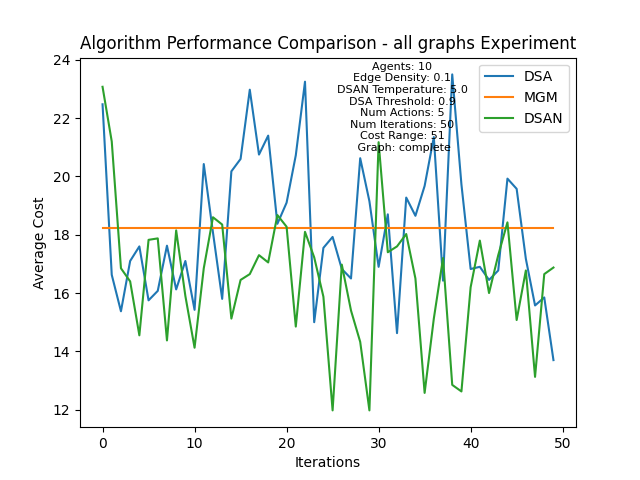 Algorithm Performance Comparison - all graphs Experiment
Agents: 10
Edge Density: 0.1
DSAN Temperature: 5.0
DSA Threshold: 0.9
Num Actions: 5
Num Iterations: 50
Cost Range: 51
Graph: complete
DSA
MGM
DSAN
Average Cost
24
22
20
18
16
14
12
0
10
20
30
40
50
Iterations